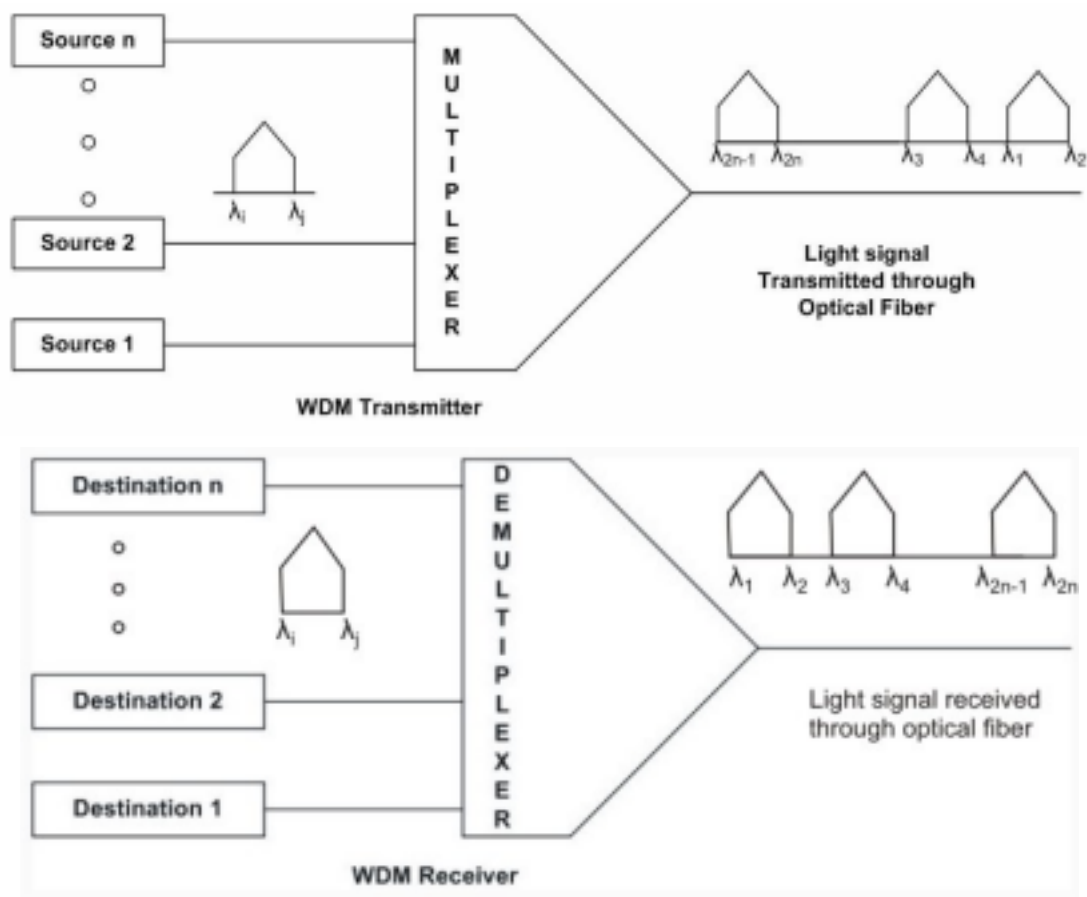 Source n
MULTIPLEXER
λi λj
λ2n-1 λ2n λ3 λ4 λ1 λ2
Source 2
Light signal
Transmitted through
Optical Fiber
Source 1
WDM Transmitter
Destination n
DEMULTIPLEXER
λi λj
λ1 λ2 λ3 λ4 λ2n-1 λ2n
Destination 2
Light signal received
through optical fiber
Destination 1
WDM Receiver